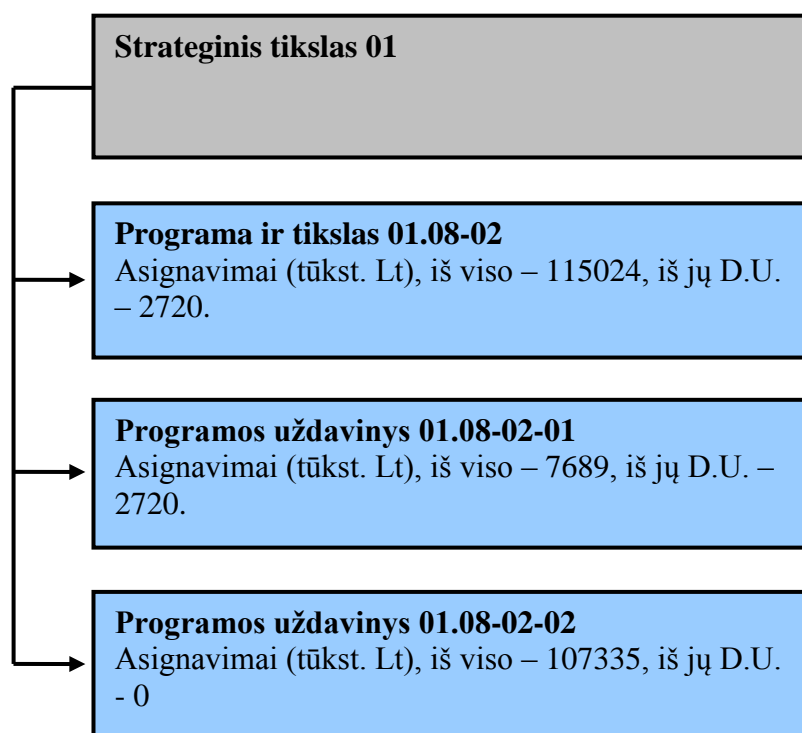 Strateginis tikslas 01
Programa ir tikslas 01.08-02
Asignavimai (tūkst. Lt), iš viso – 115024, iš jų D.U.
– 2720.
Programos uždavinys 01.08-02-01
Asignavimai (tūkst. Lt), iš viso – 7689, iš jų D.U. –
2720.
Programos uždavinys 01.08-02-02
Asignavimai (tūkst. Lt), iš viso – 107335, iš jų D.U.
- 0